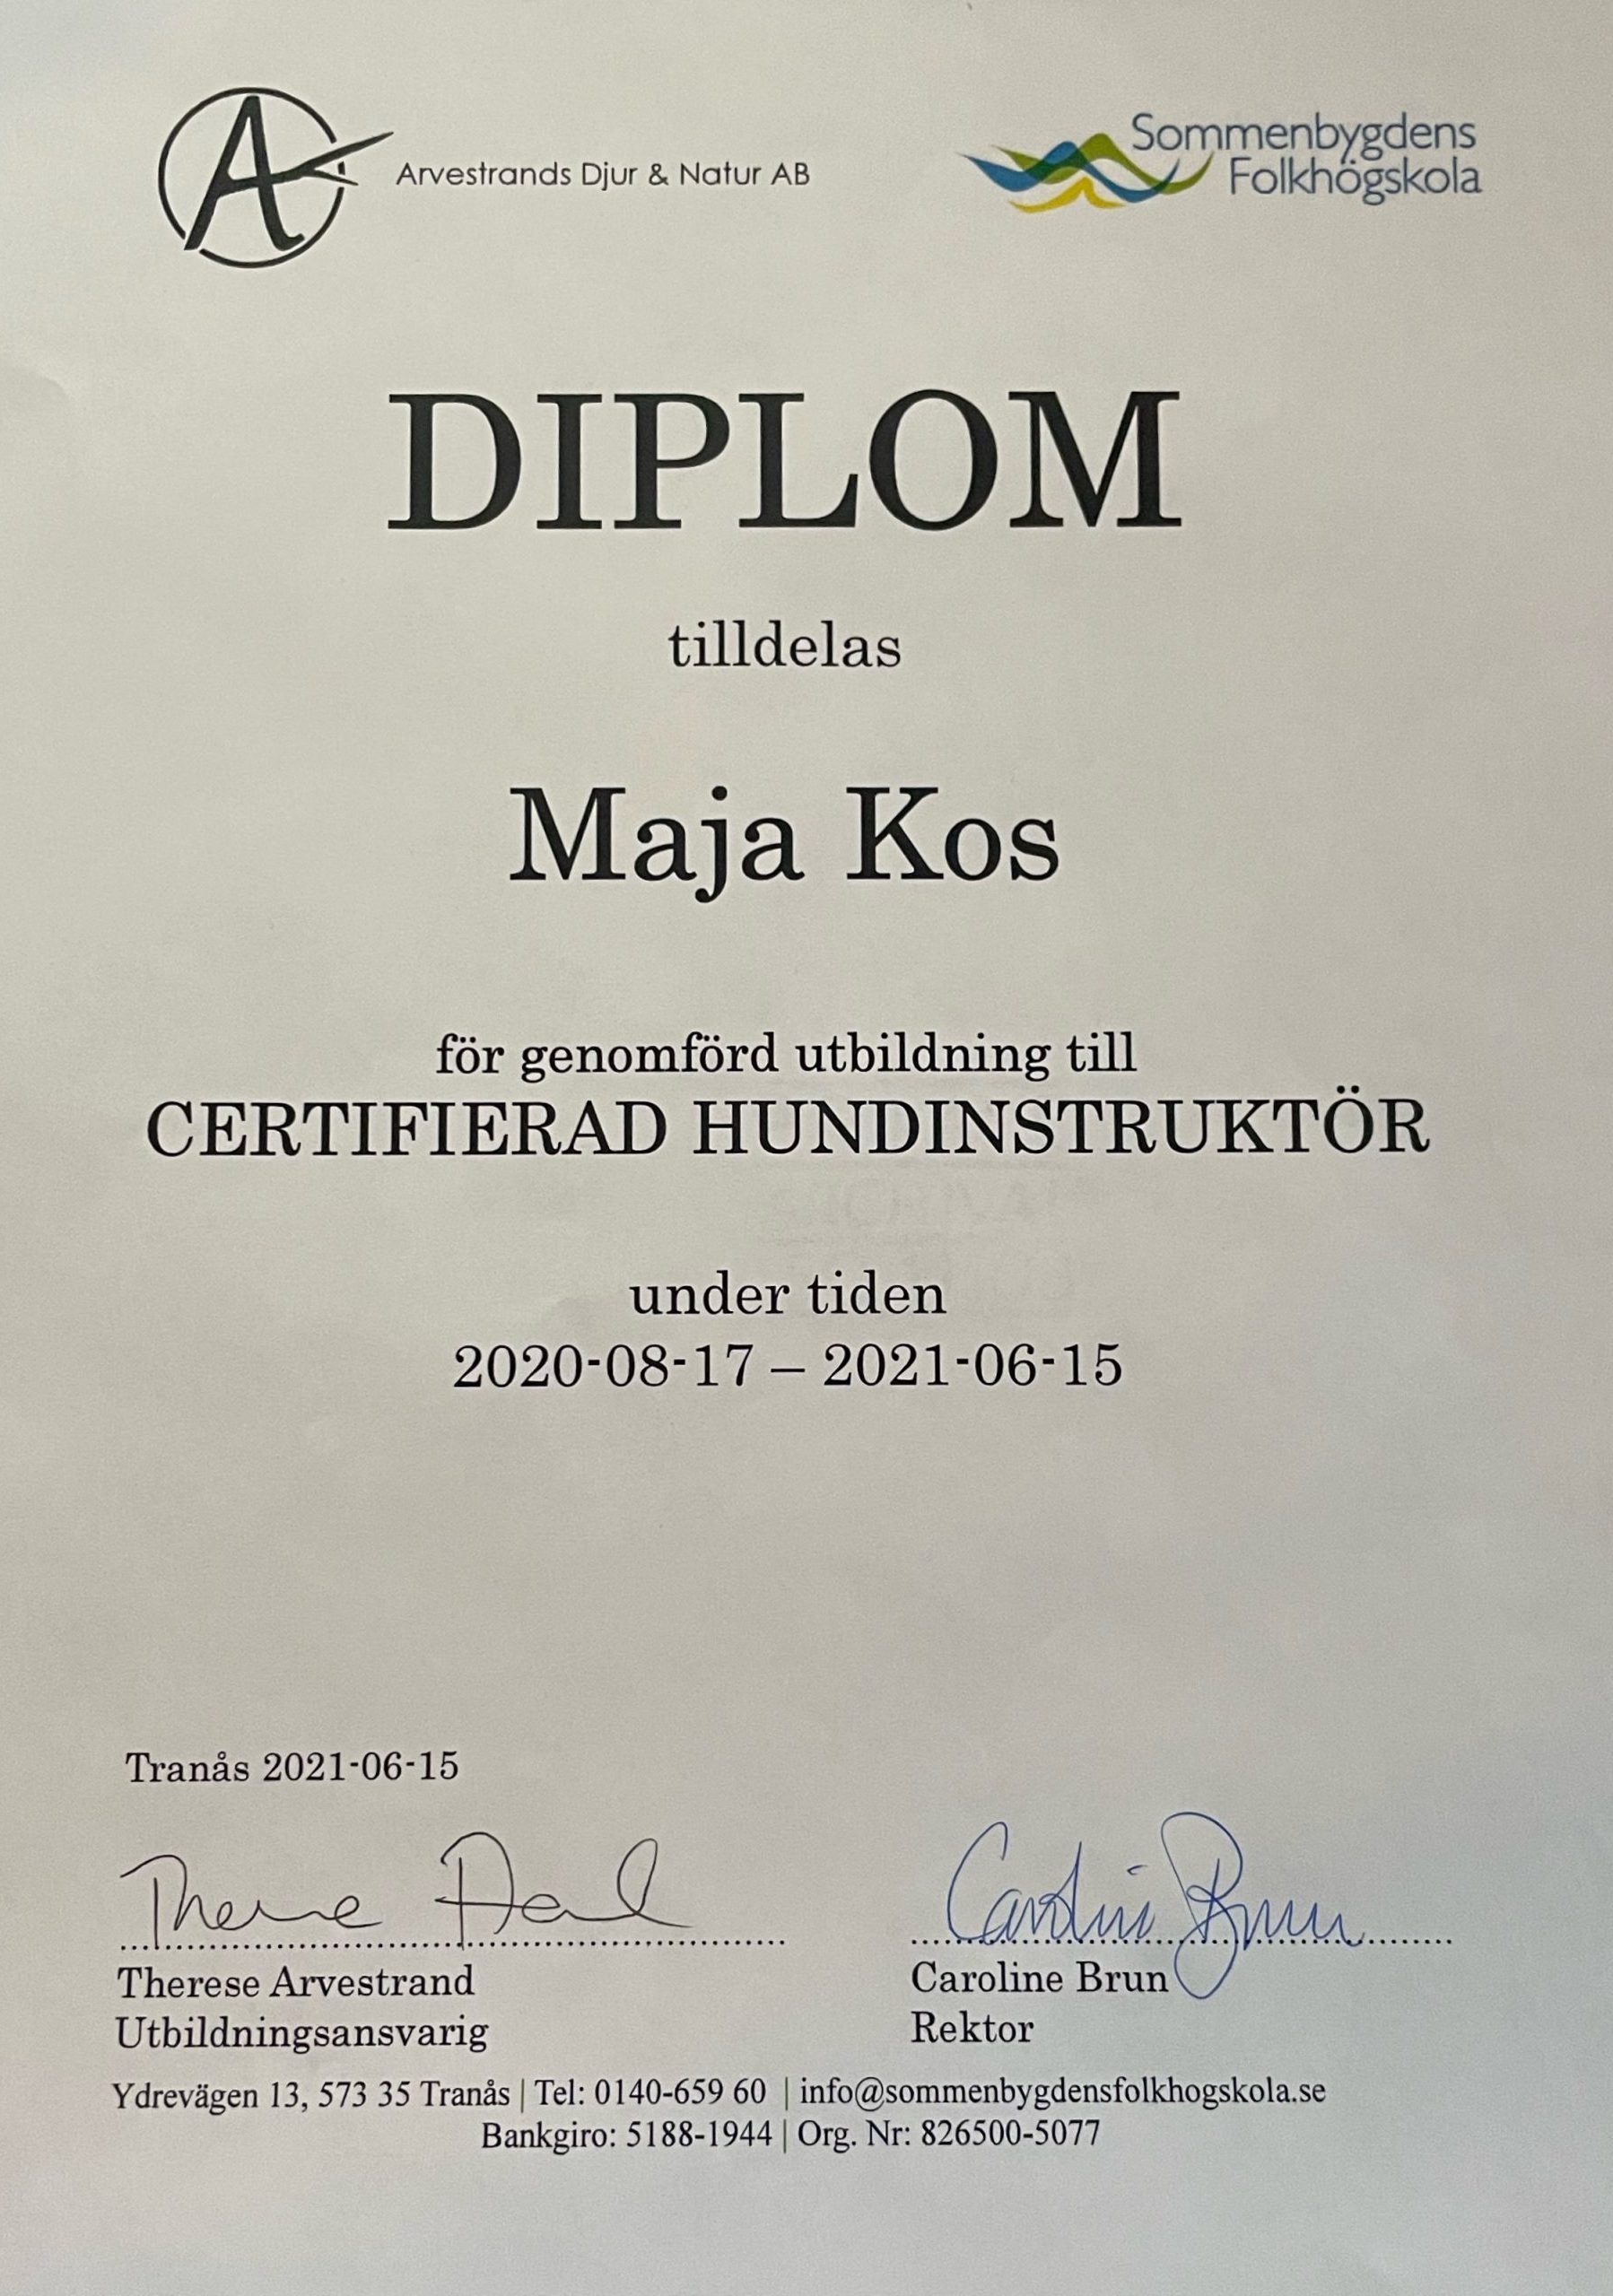 Arvestrands Djur & Natur AB
Sommenbygdens
Folkhögskola
DIPLOM
tilldelas
Maja Kos
för genomförd utbildning till
CERTIFIERAD HUNDINSTRUKTÖR
under tiden
2020-08-17 – 2021-06-15
Tranås 2021-06-15
Therese Arvestrand
Utbildningsansvarig
Caroline Brun
Caroline Brun
Rektor
Ydrevägen 13, 573 35 Tranås | Tel: 0140-659 60 | info@sommenbygdensfolkhogskola.se
Bankgiro: 5188-1944 | Org. Nr: 826500-5077